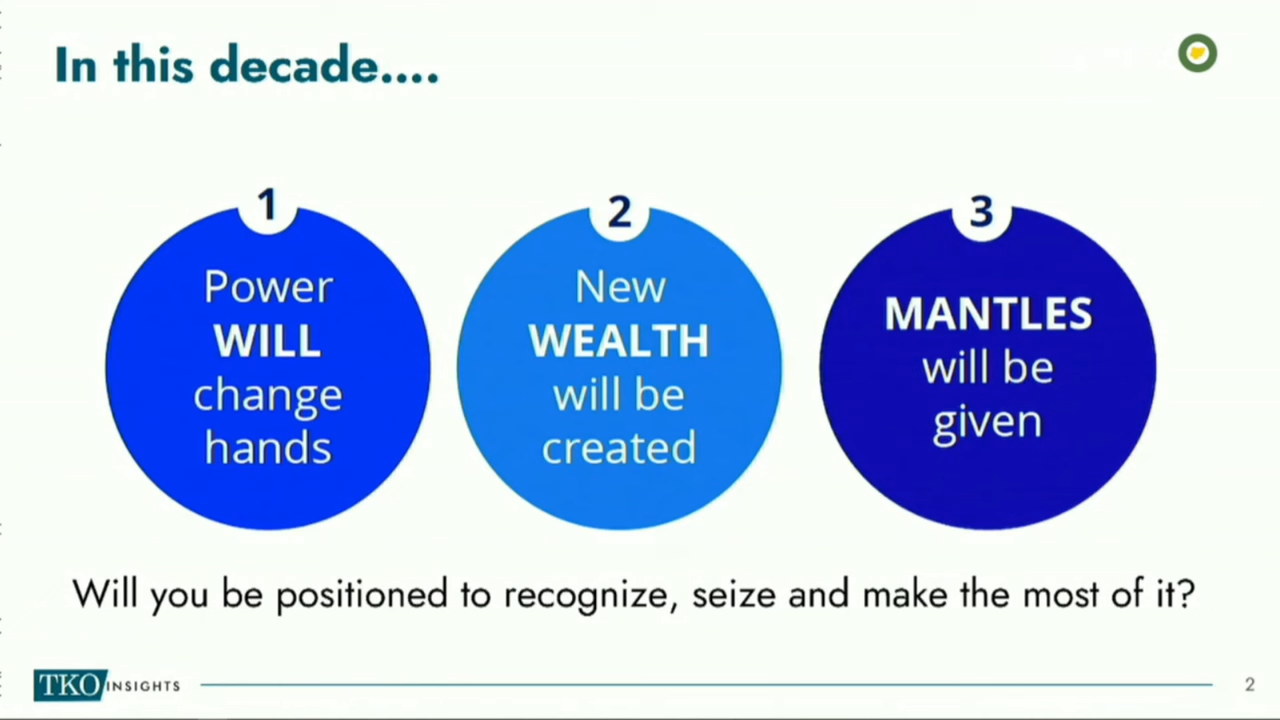 In this decade....
1
Power
WILL
change
hands
2
New
WEALTH
will be
created
3
MANTLES
will be
given
Will you be positioned to recognize, seize and make the most of it?
TKO INSIGHTS
2